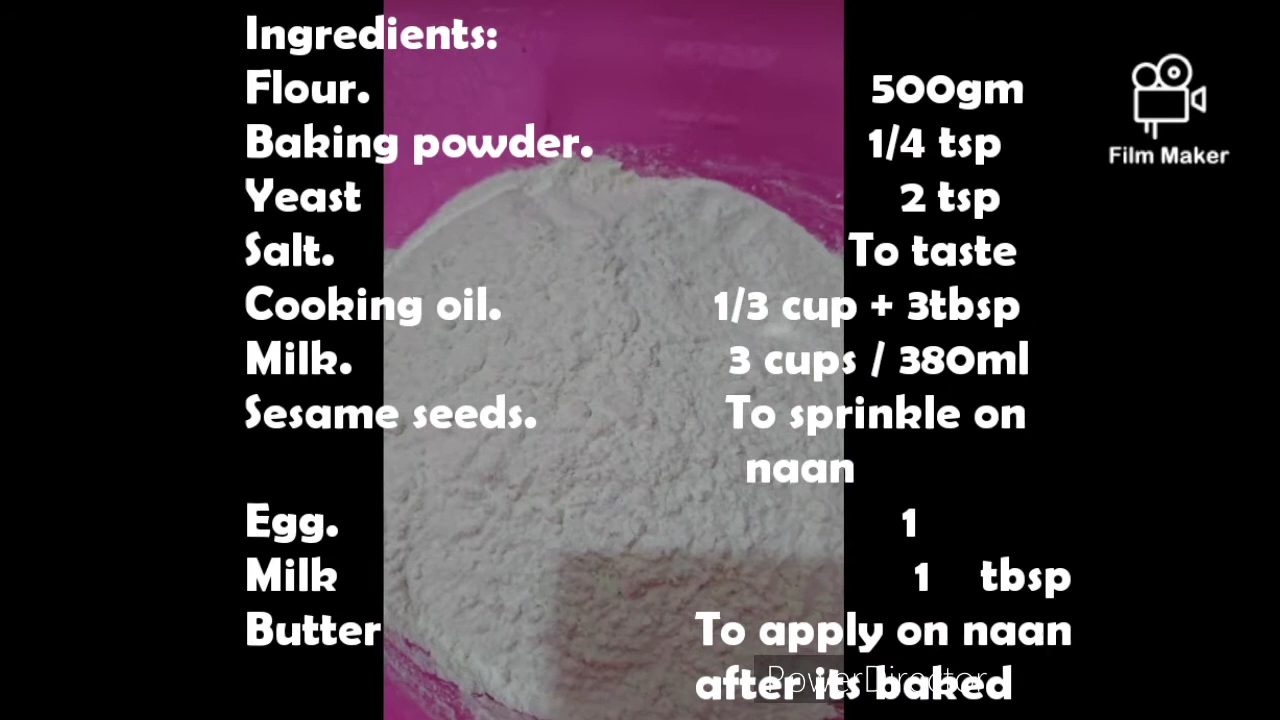 Ingredients:
Flour. 500gm
Baking powder. 1/4 tsp
Yeast 2 tsp
Salt. To taste
Cooking oil. 1/3 cup + 3tbsp
Milk. 3 cups / 380ml
Sesame seeds. To sprinkle on
naan
Egg. 1
Milk 1 tbsp
Butter To apply on naan
after its baked
Film Maker
PowerDirector